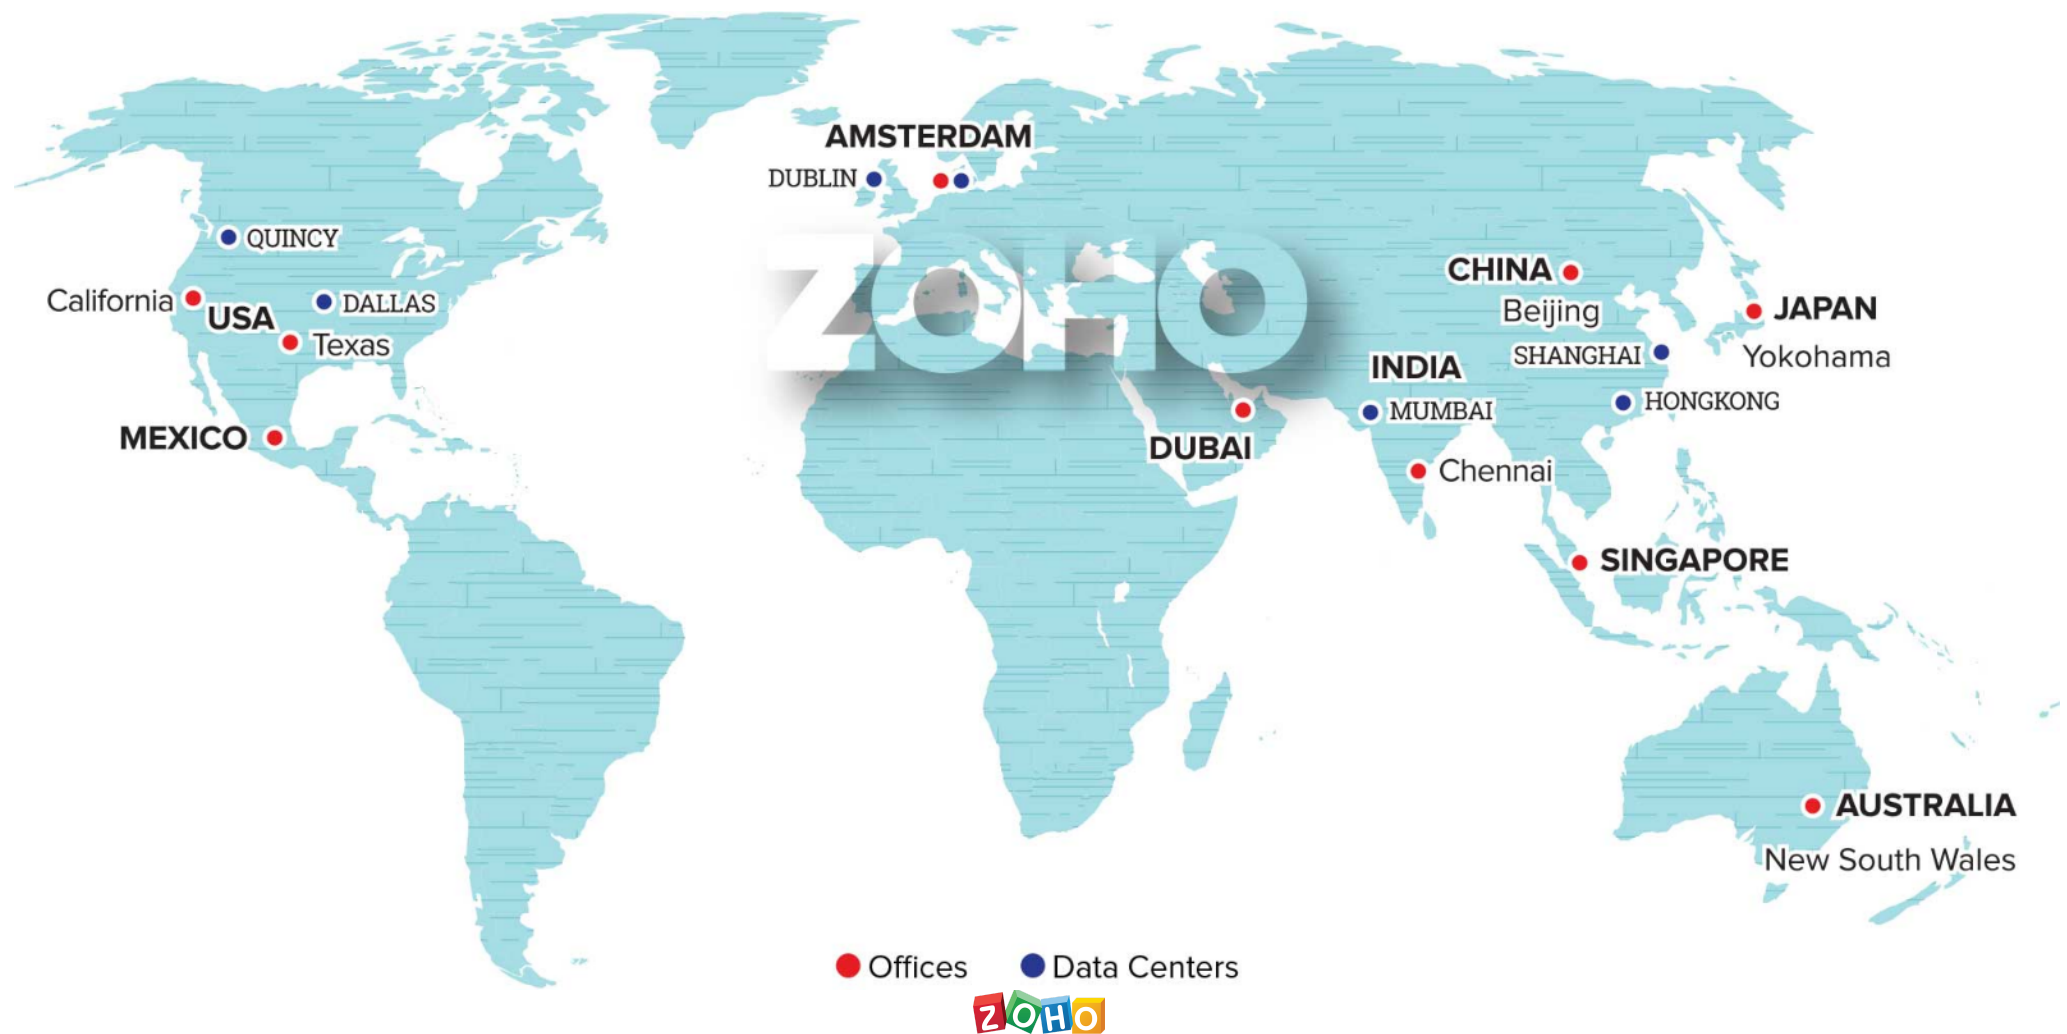 AMSTERDAM
DUBLIN
ZOHO
QUINCY
California
USA
DALLAS
Texas
MEXICO
CHINA
Beijing
JAPAN
Yokohama
SHANGHAI
INDIA
MUMBAI
HONGKONG
DUBAI
Chennai
SINGAPORE
AUSTRALIA
New South Wales
Offices
Data Centers
ZOHO